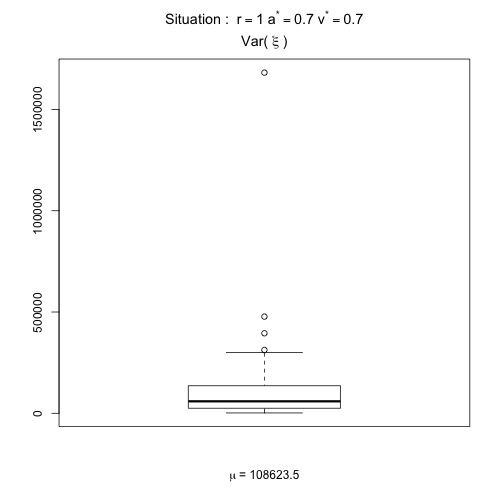 Situation : r = 1 a* = 0.7 v* = 0.7
Var( ξ )
1500000
1000000
500000
0
μ = 108623.5